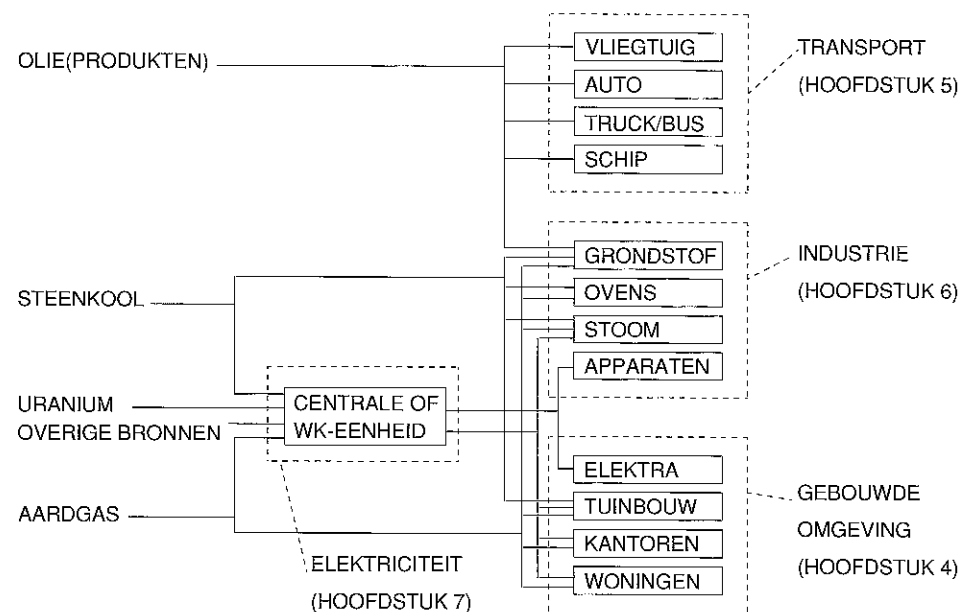 OLIE(PRODUKTEN)
VLIEGTUIG
AUTO
TRUCK/BUS
SCHIP
TRANSPORT
(HOOFDSTUK 5)
STEENKOOL
GRONDSTOF
OVENS
STOOM
APPARATEN
INDUSTRIE
(HOOFDSTUK 6)
URANIUM
OVERIGE BRONNEN
CENTRALE OF
WK-EENHEID
AARDGAS
ELEKTRICITEIT
(HOOFDSTUK 7)
ELEKTRA
TUINBOUW
KANTOREN
WONINGEN
GEBOUWDE
OMGEVING
(HOOFDSTUK 4)